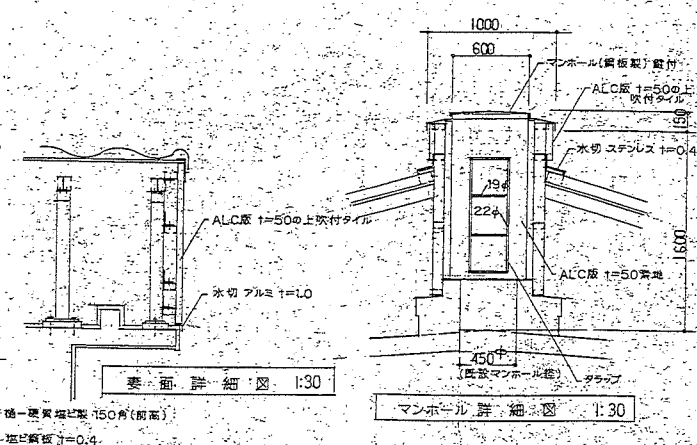 1000
600
マンホール(鋼板製)鍵付
ALC版 t=50の上
吹付タイル
150
水切 ステンレス t=0.4
19φ
22φ
1600
ALC版 t=50の上吹付タイル
ALC版 t=50素地
水切 アルミ t=1.0
450φ
(既設マンホール径)
タラップ
妻面詳細図 1:30
マンホール詳細図 1:30
樋-硬質塩ビ製 150角(前高)
塩ビ鋼板 t=0.4